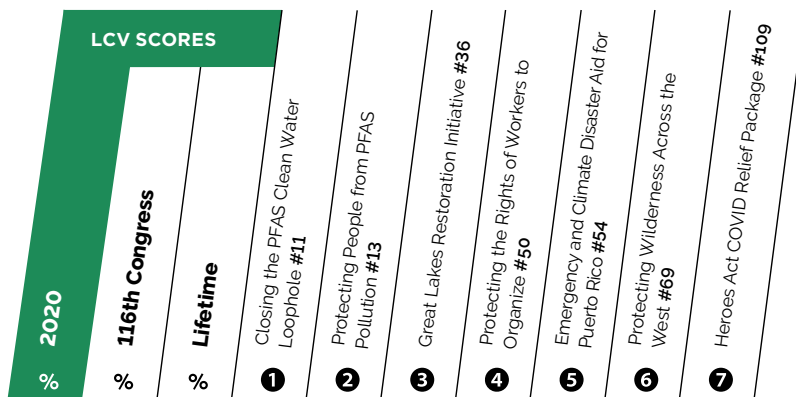 LCV SCORES
2020
%
116th Congress
%
Lifetime
%
Closing the PFAS Clean Water
Loophole #11
1
Protecting People from PFAS
Pollution #13
2
Great Lakes Restoration Initiative #36
3
Protecting the Rights of Workers to
Organize #50
4
Emergency and Climate Disaster Aid for
Puerto Rico #54
5
Protecting Wilderness Across the
West #69
6
Heroes Act COVID Relief Package #109
7